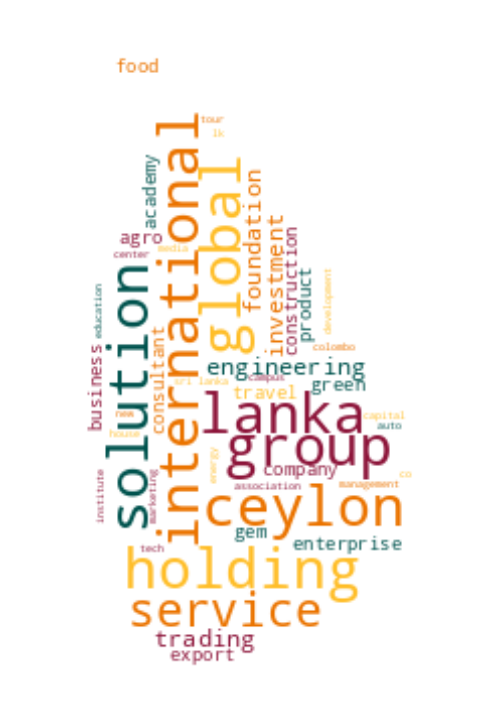 food
tour
lk
international
global
academy
foundation
agro
media
center
investment
construction
product
development
solution
education
colombo
business
consultant
engineering
sri lanka
campus
green
travel
new
house
lanka
capital
auto
group
energy
company
co
institute
marketing
association
management
ceylon
gem
enterprise
tech
holding
service
trading
export